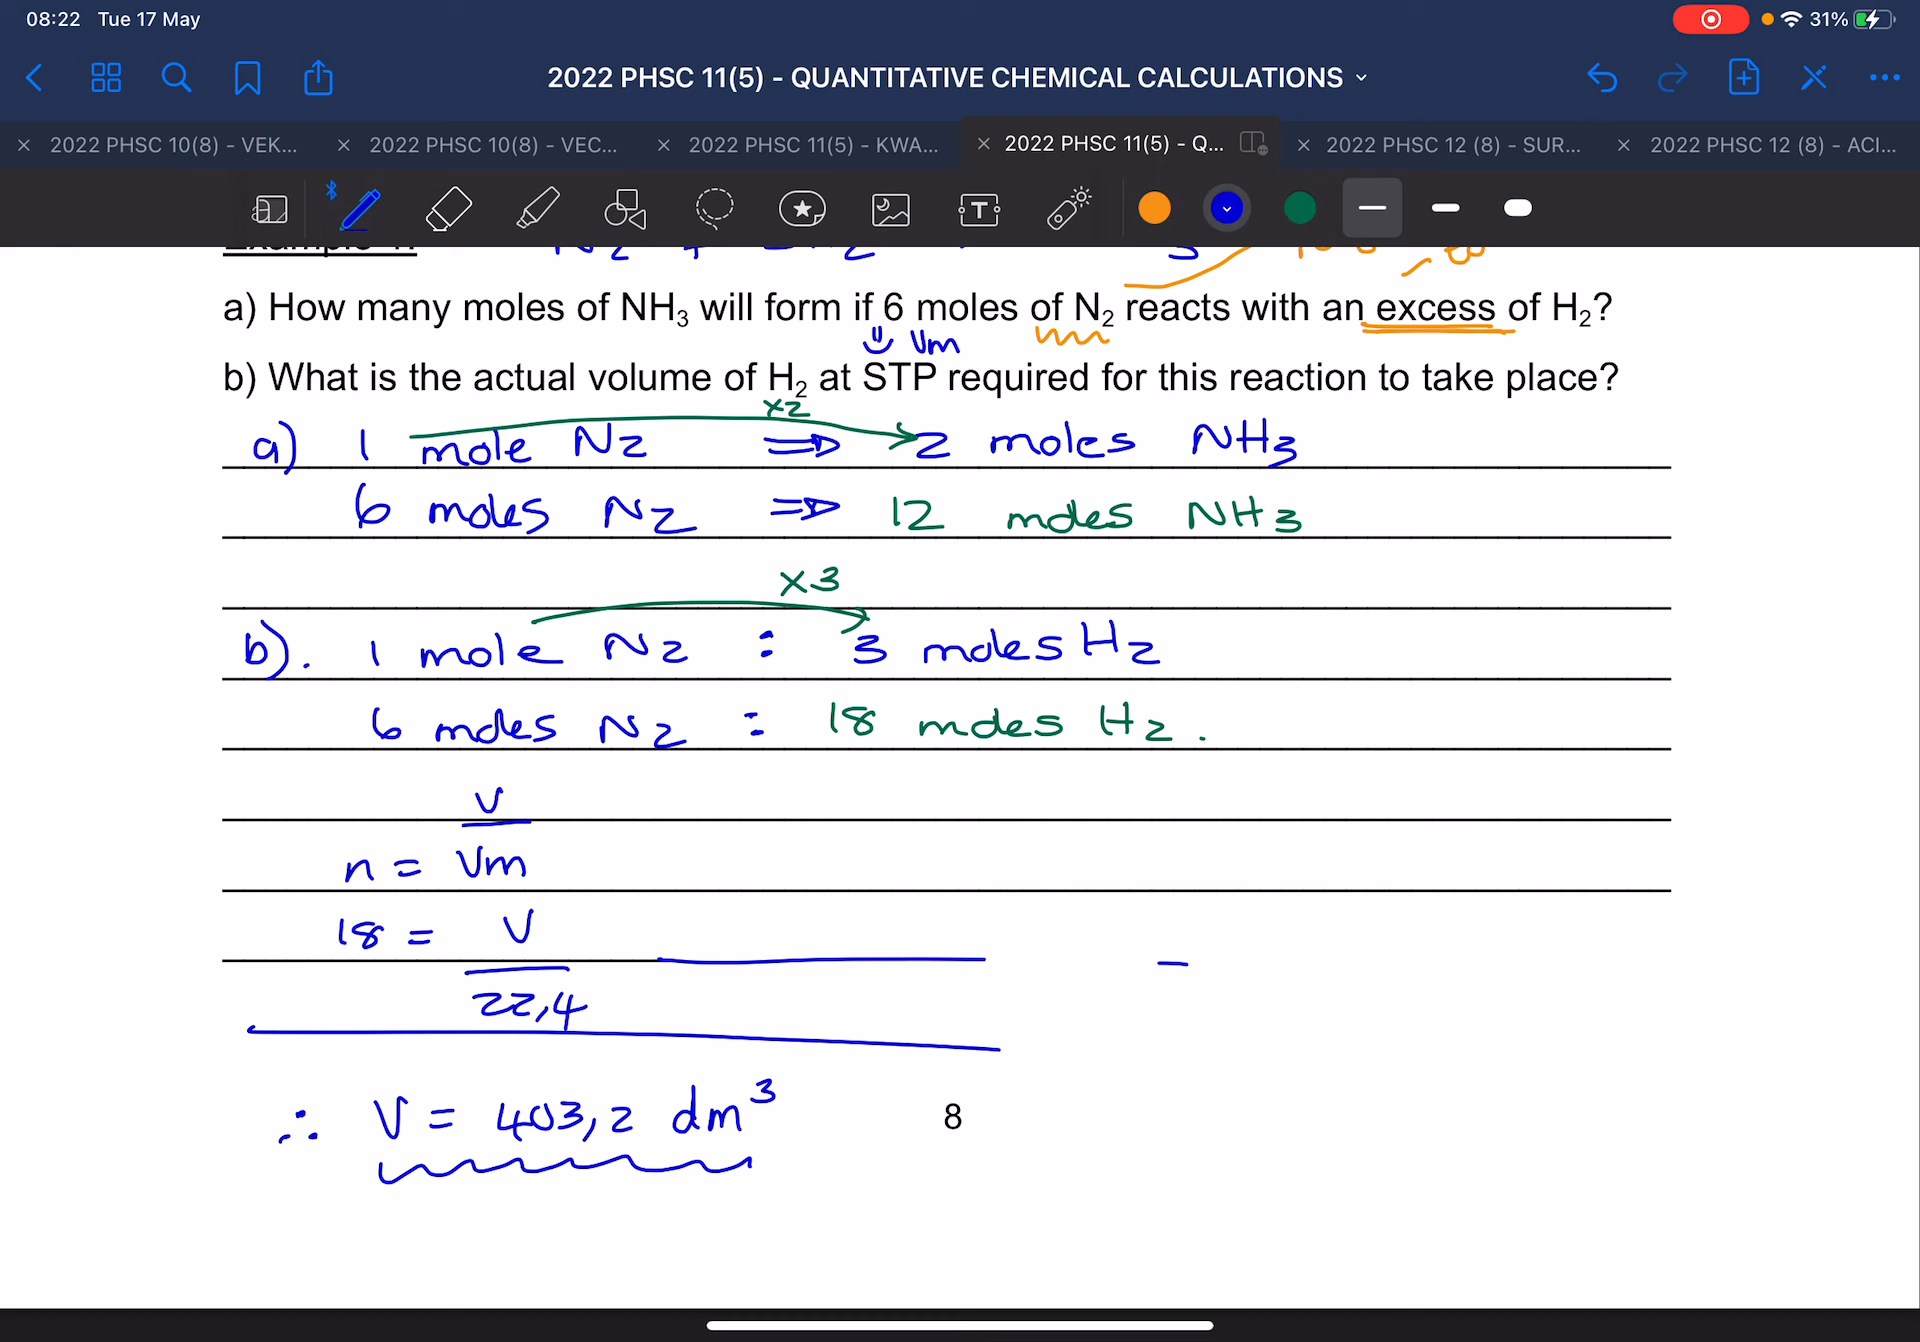 08:22 Tue 17 May 31%
2022 PHSC 11(5) - QUANTITATIVE CHEMICAL CALCULATIONS
2022 PHSC 10(8) - VEK... 2022 PHSC 10(8) - VEC... 2022 PHSC 11(5) - KWA... 2022 PHSC 11(5) - Q... 2022 PHSC 12 (8) - SUR... 2022 PHSC 12 (8) - ACI...
a) How many moles of NH₃ will form if 6 moles of N₂ reacts with an excess of H₂?
Vm
b) What is the actual volume of H₂ at STP required for this reaction to take place?
×2
a) 1 mole N2 ⇒ 2 moles NH3
6 moles N2 ⇒ 12 moles NH3
×3
b). 1 mole N2 : 3 moles H2
6 moles N2 : 18 moles H2.
V
n = Vm
18 = V
22,4
∴ V = 403,2 dm³
8